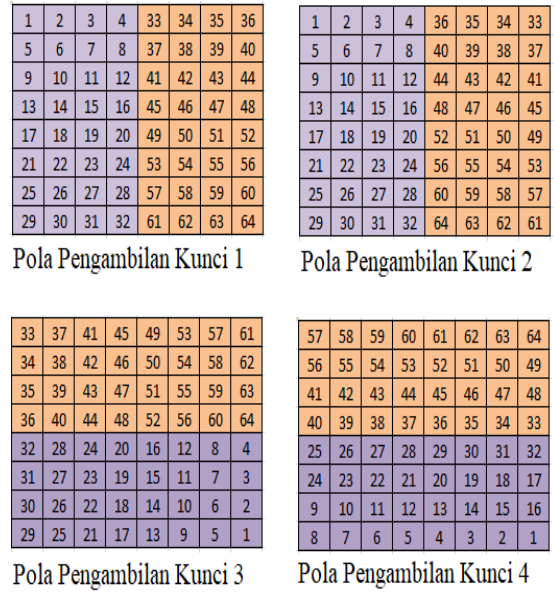 1 2 3 4 33 34 35 36
5 6 7 8 37 38 39 40
9 10 11 12 41 42 43 44
13 14 15 16 45 46 47 48
17 18 19 20 49 50 51 52
21 22 23 24 53 54 55 56
25 26 27 28 57 58 59 60
29 30 31 32 61 62 63 64
Pola Pengambilan Kunci 1
1 2 3 4 36 35 34 33
5 6 7 8 40 39 38 37
9 10 11 12 44 43 42 41
13 14 15 16 48 47 46 45
17 18 19 20 52 51 50 49
21 22 23 24 56 55 54 53
25 26 27 28 60 59 58 57
29 30 31 32 64 63 62 61
Pola Pengambilan Kunci 2
33 37 41 45 49 53 57 61
34 38 42 46 50 54 58 62
35 39 43 47 51 55 59 63
36 40 44 48 52 56 60 64
32 28 24 20 16 12 8 4
31 27 23 19 15 11 7 3
30 26 22 18 14 10 6 2
29 25 21 17 13 9 5 1
Pola Pengambilan Kunci 3
57 58 59 60 61 62 63 64
56 55 54 53 52 51 50 49
41 42 43 44 45 46 47 48
40 39 38 37 36 35 34 33
25 26 27 28 29 30 31 32
24 23 22 21 20 19 18 17
9 10 11 12 13 14 15 16
8 7 6 5 4 3 2 1
Pola Pengambilan Kunci 4